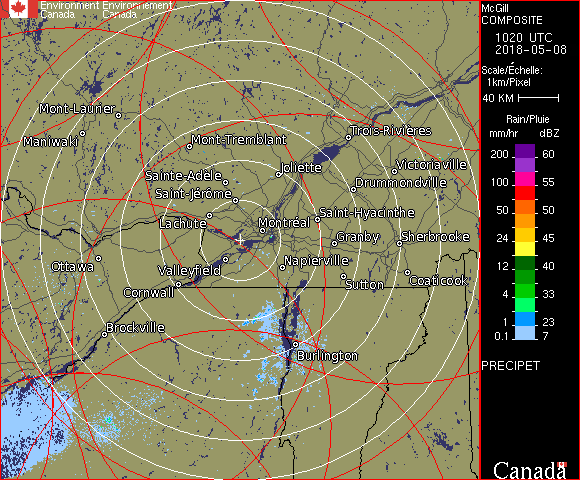 Environment Environnement
Canada Canada
McGill
COMPOSITE
1020 UTC
2018-05-08
Scale/Échelle:
1km/Pixel
40 KM
Rain/Pluie
mm/hr dBZ
200 60
100 55
50 50
24 45
12 40
4 33
1 23
0.1 7
PRECIPET
Mont-Laurier
Maniwaki
Mont-Tremblant
Trois-Rivières
Joliette
Victoriaville
Sainte-Adèle
Drummondville
Saint-Jérôme
Saint-Hyacinthe
Lachute
Montréal
Granby
Sherbrooke
Ottawa
Valleyfield
Napierville
Sutton
Coaticook
Cornwall
Brockville
Burlington
Canada